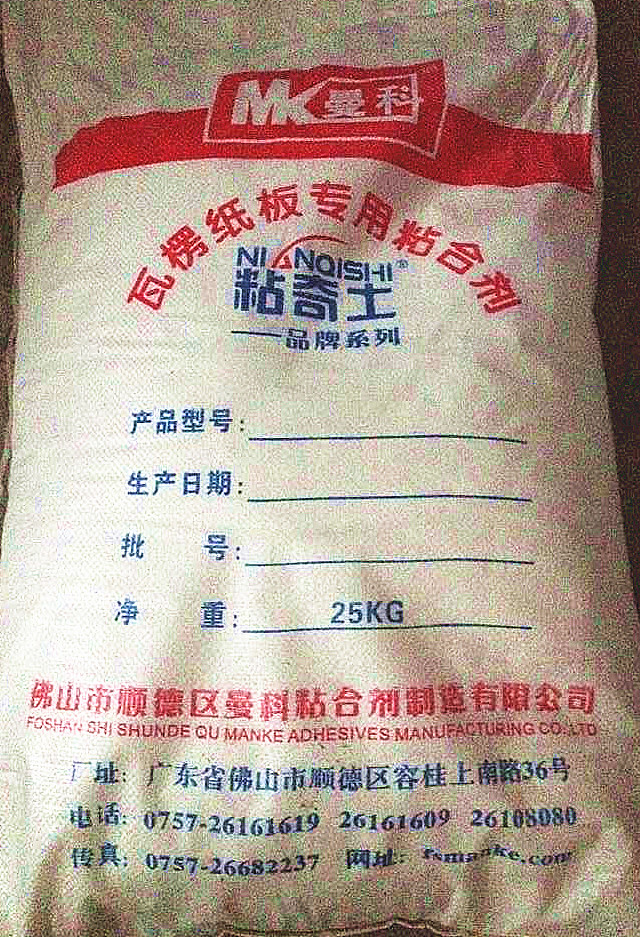 MK曼科
瓦楞纸板专用粘合剂
NIANQISHI®
粘奇士
——品牌系列
产品型号:
生产日期:
批 号:
净 重: 25KG
佛山市顺德区曼科粘合剂制造有限公司
FOSHAN SHI SHUNDE QU MANKE ADHESIVES MANUFACTURING CO.,LTD
厂址: 广东省佛山市顺德区容桂上南路36号
电话: 0757-26161619 26161609 26108080
传真: 0757-26682237 网址: fsmanke.com